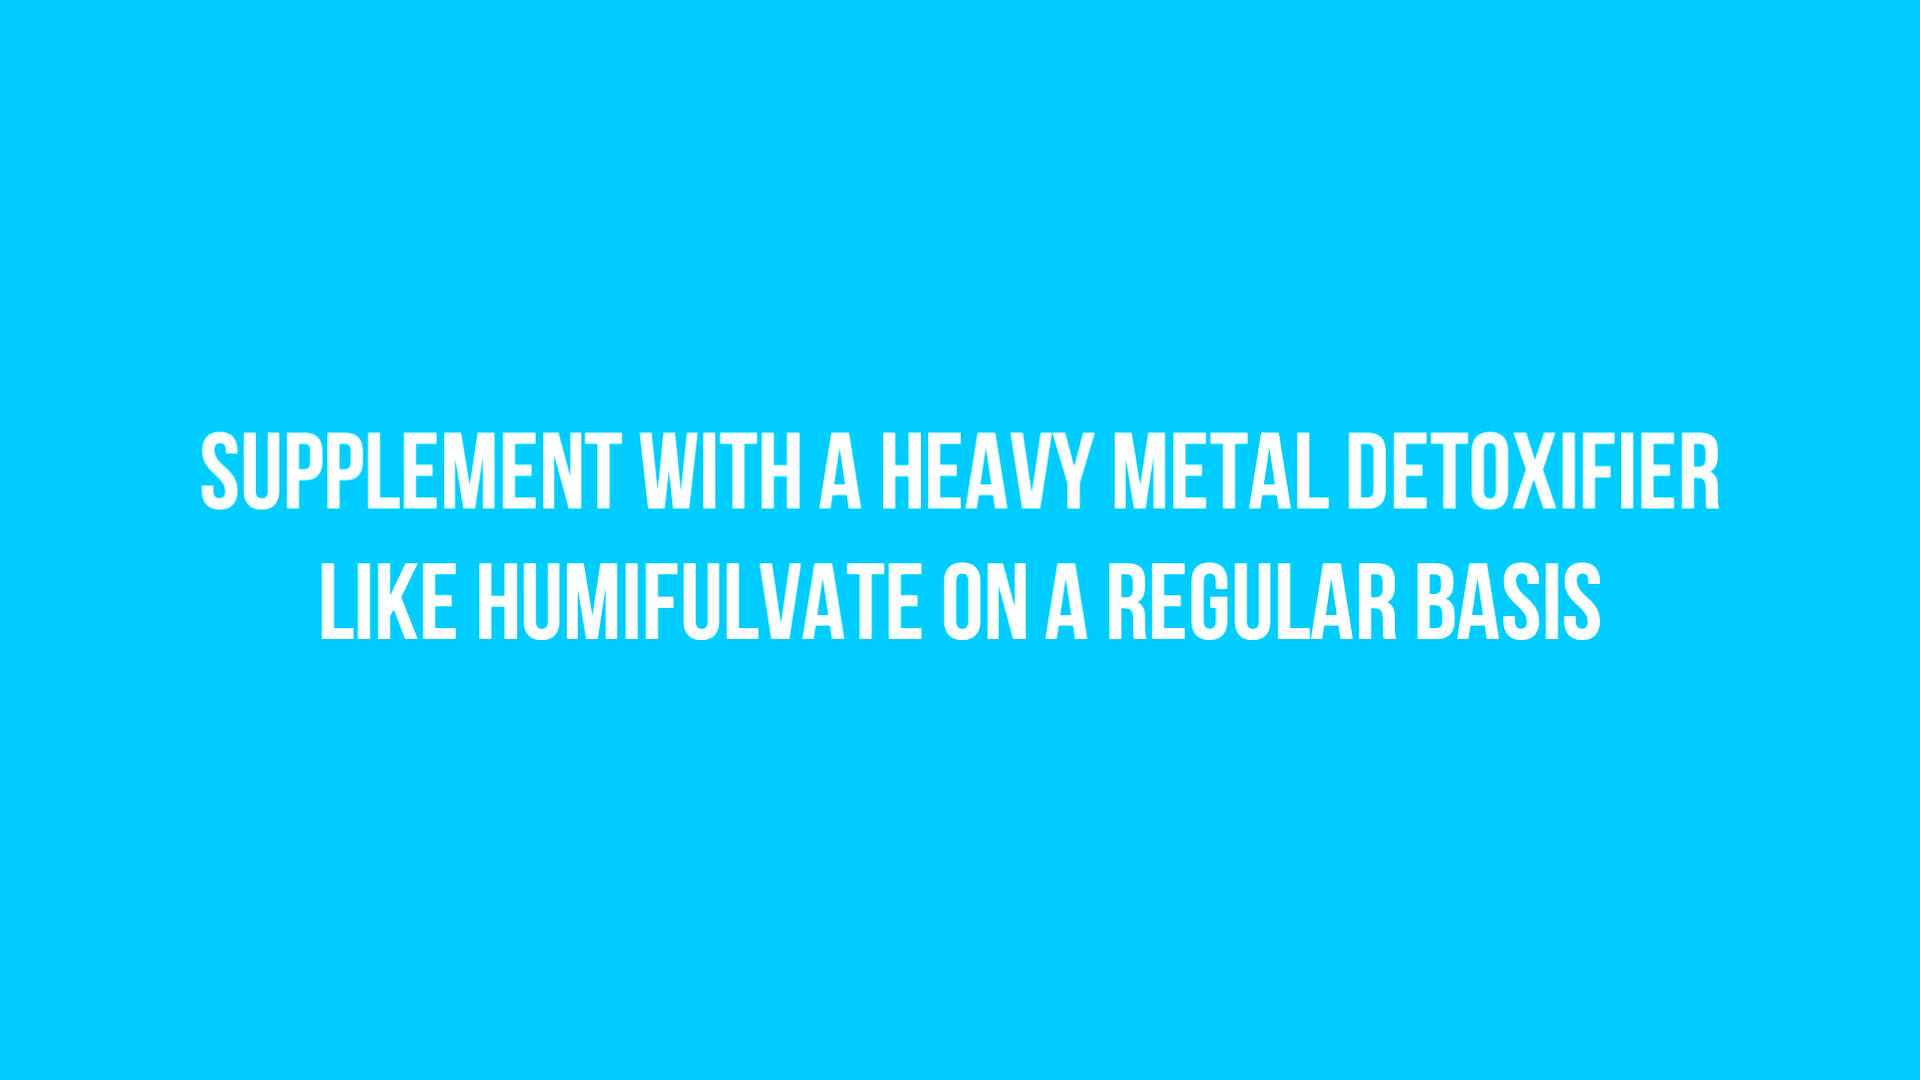 SUPPLEMENT WITH A HEAVY METAL DETOXIFIER
LIKE HUMIFULVATE ON A REGULAR BASIS